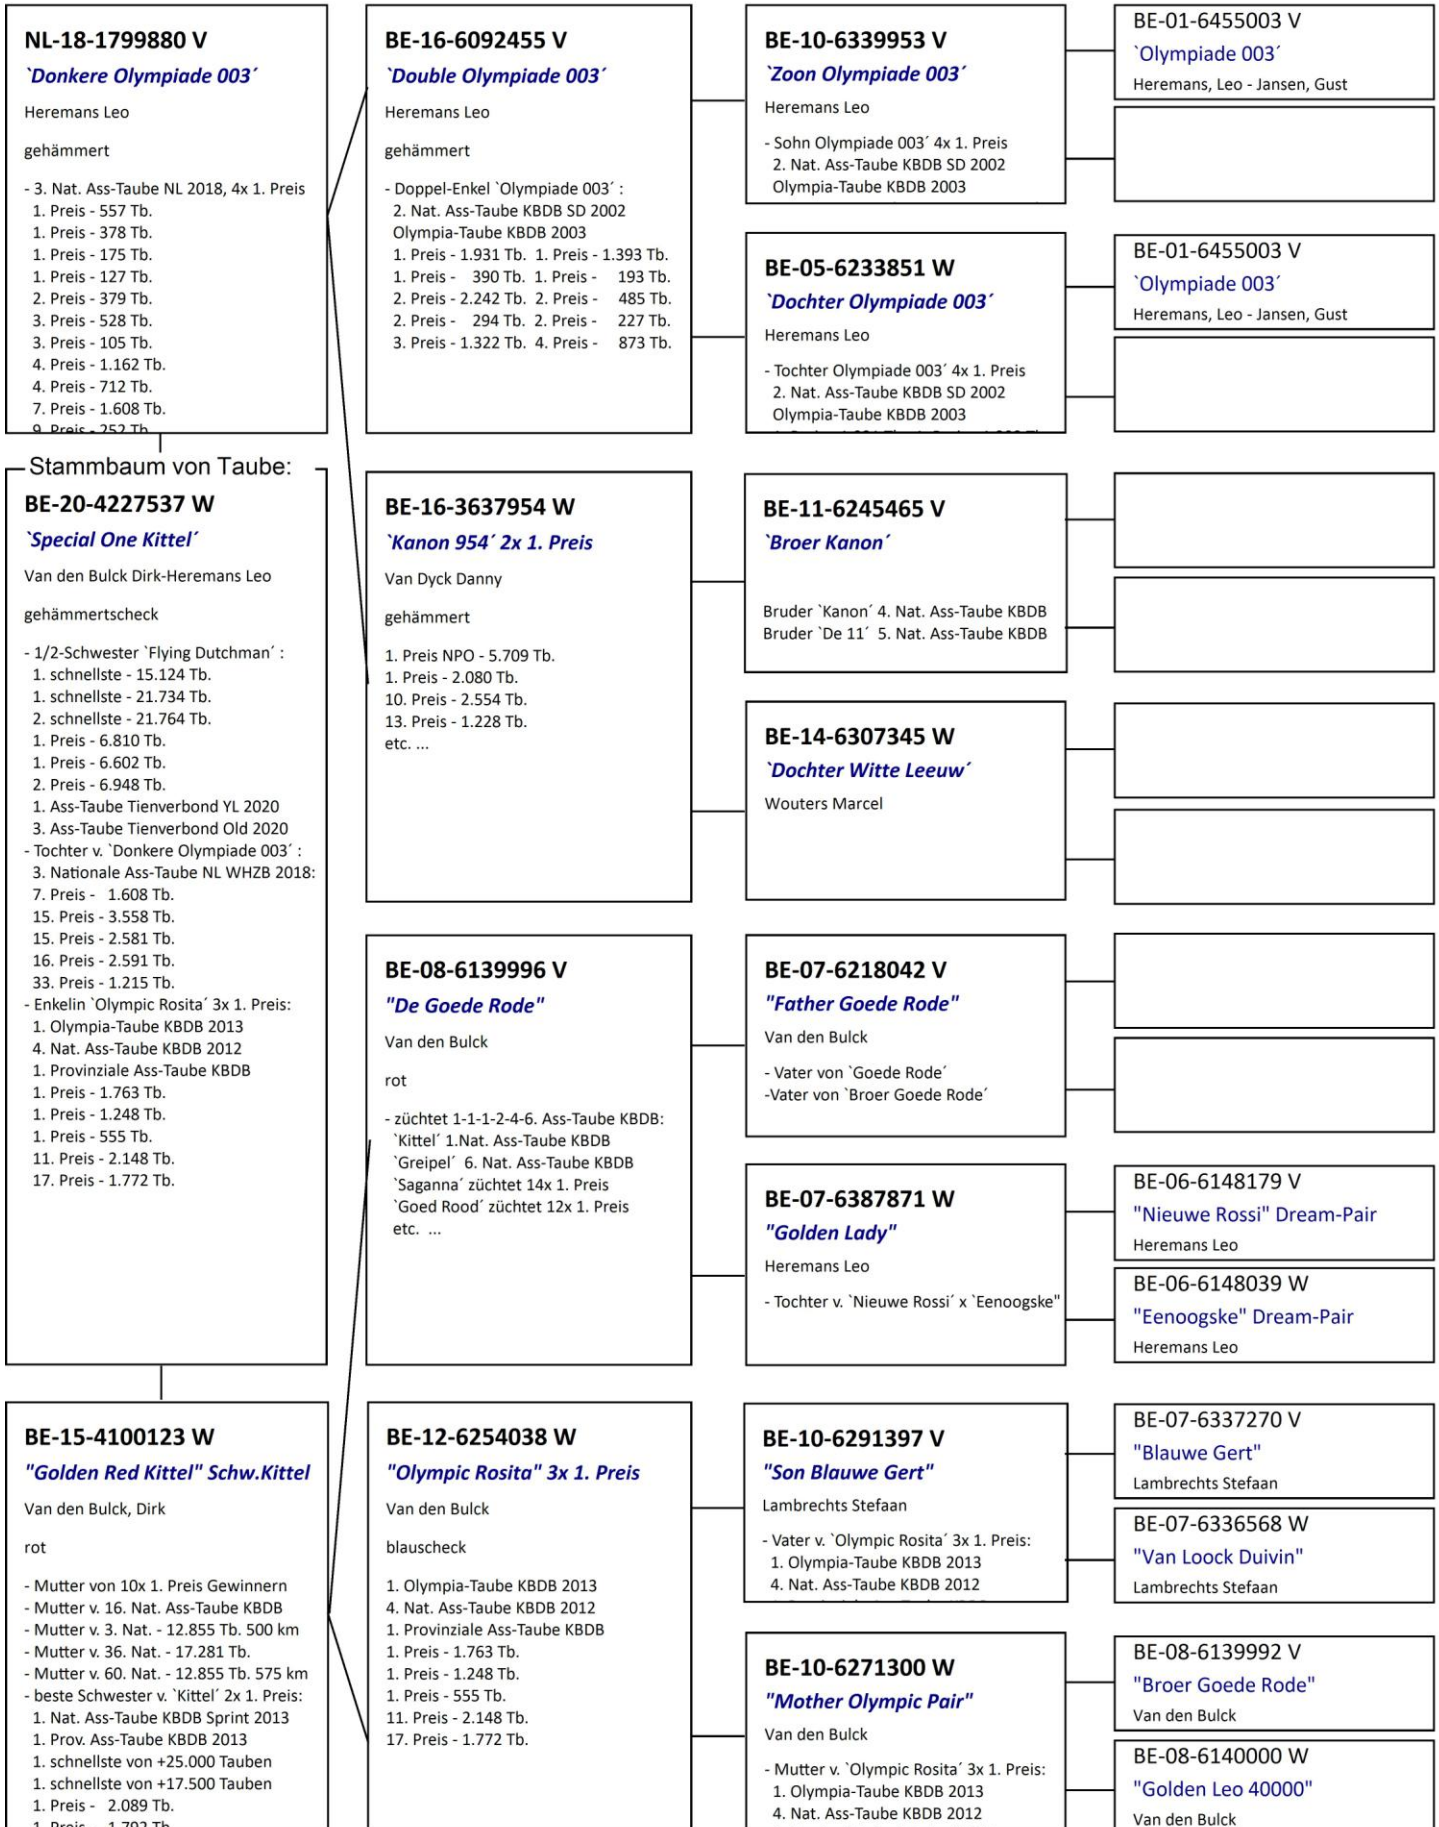 NL-18-1799880 V
`Donkere Olympiade 003´
Heremans Leo
gehämmert
- 3. Nat. Ass-Taube NL 2018, 4x 1. Preis
1. Preis - 557 Tb.
1. Preis - 378 Tb.
1. Preis - 175 Tb.
1. Preis - 127 Tb.
2. Preis - 379 Tb.
3. Preis - 528 Tb.
3. Preis - 105 Tb.
4. Preis - 1.162 Tb.
4. Preis - 712 Tb.
7. Preis - 1.608 Tb.
9. Preis - 252 Tb.
Stammbaum von Taube:
BE-20-4227537 W
`Special One Kittel´
Van den Bulck Dirk-Heremans Leo
gehämmertscheck
- 1/2-Schwester `Flying Dutchman´ :
1. schnellste - 15.124 Tb.
1. schnellste - 21.734 Tb.
2. schnellste - 21.764 Tb.
1. Preis - 6.810 Tb.
1. Preis - 6.602 Tb.
2. Preis - 6.948 Tb.
1. Ass-Taube Tienverbond YL 2020
3. Ass-Taube Tienverbond Old 2020
- Tochter v. `Donkere Olympiade 003´ :
3. Nationale Ass-Taube NL WHZB 2018:
7. Preis - 1.608 Tb.
15. Preis - 3.558 Tb.
15. Preis - 2.581 Tb.
16. Preis - 2.591 Tb.
33. Preis - 1.215 Tb.
- Enkelin `Olympic Rosita´ 3x 1. Preis:
1. Olympia-Taube KBDB 2013
4. Nat. Ass-Taube KBDB 2012
1. Provinziale Ass-Taube KBDB
1. Preis - 1.763 Tb.
1. Preis - 1.248 Tb.
1. Preis - 555 Tb.
11. Preis - 2.148 Tb.
17. Preis - 1.772 Tb.
BE-15-4100123 W
"Golden Red Kittel" Schw.Kittel
Van den Bulck, Dirk
rot
- Mutter von 10x 1. Preis Gewinnern
- Mutter v. 16. Nat. Ass-Taube KBDB
- Mutter v. 3. Nat. - 12.855 Tb. 500 km
- Mutter v. 36. Nat. - 17.281 Tb.
- Mutter v. 60. Nat. - 12.855 Tb. 575 km
- beste Schwester v. `Kittel´ 2x 1. Preis:
1. Nat. Ass-Taube KBDB Sprint 2013
1. Prov. Ass-Taube KBDB 2013
1. schnellste von +25.000 Tauben
1. schnellste von +17.500 Tauben
1. Preis - 2.089 Tb.
1. Preis - 1.792 Tb.
BE-16-6092455 V
`Double Olympiade 003´
Heremans Leo
gehämmert
- Doppel-Enkel `Olympiade 003´ :
2. Nat. Ass-Taube KBDB SD 2002
Olympia-Taube KBDB 2003
1. Preis - 1.931 Tb. 1. Preis - 1.393 Tb.
1. Preis - 390 Tb. 1. Preis - 193 Tb.
2. Preis - 2.242 Tb. 2. Preis - 485 Tb.
2. Preis - 294 Tb. 2. Preis - 227 Tb.
3. Preis - 1.322 Tb. 4. Preis - 873 Tb.
BE-16-3637954 W
`Kanon 954´ 2x 1. Preis
Van Dyck Danny
gehämmert
1. Preis NPO - 5.709 Tb.
1. Preis - 2.080 Tb.
10. Preis - 2.554 Tb.
13. Preis - 1.228 Tb.
etc. ...
BE-08-6139996 V
"De Goede Rode"
Van den Bulck
rot
- züchtet 1-1-1-2-4-6. Ass-Taube KBDB:
`Kittel´ 1.Nat. Ass-Taube KBDB
`Greipel´ 6. Nat. Ass-Taube KBDB
`Saganna´ züchtet 14x 1. Preis
`Goed Rood´ züchtet 12x 1. Preis
etc. ...
BE-12-6254038 W
"Olympic Rosita" 3x 1. Preis
Van den Bulck
blauscheck
1. Olympia-Taube KBDB 2013
4. Nat. Ass-Taube KBDB 2012
1. Provinziale Ass-Taube KBDB
1. Preis - 1.763 Tb.
1. Preis - 1.248 Tb.
1. Preis - 555 Tb.
11. Preis - 2.148 Tb.
17. Preis - 1.772 Tb.
BE-10-6339953 V
`Zoon Olympiade 003´
Heremans Leo
- Sohn Olympiade 003´ 4x 1. Preis
2. Nat. Ass-Taube KBDB SD 2002
Olympia-Taube KBDB 2003
BE-05-6233851 W
`Dochter Olympiade 003´
Heremans Leo
- Tochter Olympiade 003´ 4x 1. Preis
2. Nat. Ass-Taube KBDB SD 2002
Olympia-Taube KBDB 2003
BE-11-6245465 V
`Broer Kanon´
Bruder `Kanon´ 4. Nat. Ass-Taube KBDB
Bruder `De 11´ 5. Nat. Ass-Taube KBDB
BE-14-6307345 W
`Dochter Witte Leeuw´
Wouters Marcel
BE-07-6218042 V
"Father Goede Rode"
Van den Bulck
- Vater von `Goede Rode´
-Vater von `Broer Goede Rode´
BE-07-6387871 W
"Golden Lady"
Heremans Leo
- Tochter v. `Nieuwe Rossi´ x `Eenoogske"
BE-10-6291397 V
"Son Blauwe Gert"
Lambrechts Stefaan
- Vater v. `Olympic Rosita´ 3x 1. Preis:
1. Olympia-Taube KBDB 2013
4. Nat. Ass-Taube KBDB 2012
BE-10-6271300 W
"Mother Olympic Pair"
Van den Bulck
- Mutter v. `Olympic Rosita´ 3x 1. Preis:
1. Olympia-Taube KBDB 2013
4. Nat. Ass-Taube KBDB 2012
BE-01-6455003 V
`Olympiade 003´
Heremans, Leo - Jansen, Gust
BE-01-6455003 V
`Olympiade 003´
Heremans, Leo - Jansen, Gust
BE-06-6148179 V
"Nieuwe Rossi" Dream-Pair
Heremans Leo
BE-06-6148039 W
"Eenoogske" Dream-Pair
Heremans Leo
BE-07-6337270 V
"Blauwe Gert"
Lambrechts Stefaan
BE-07-6336568 W
"Van Loock Duivin"
Lambrechts Stefaan
BE-08-6139992 V
"Broer Goede Rode"
Van den Bulck
BE-08-6140000 W
"Golden Leo 40000"
Van den Bulck